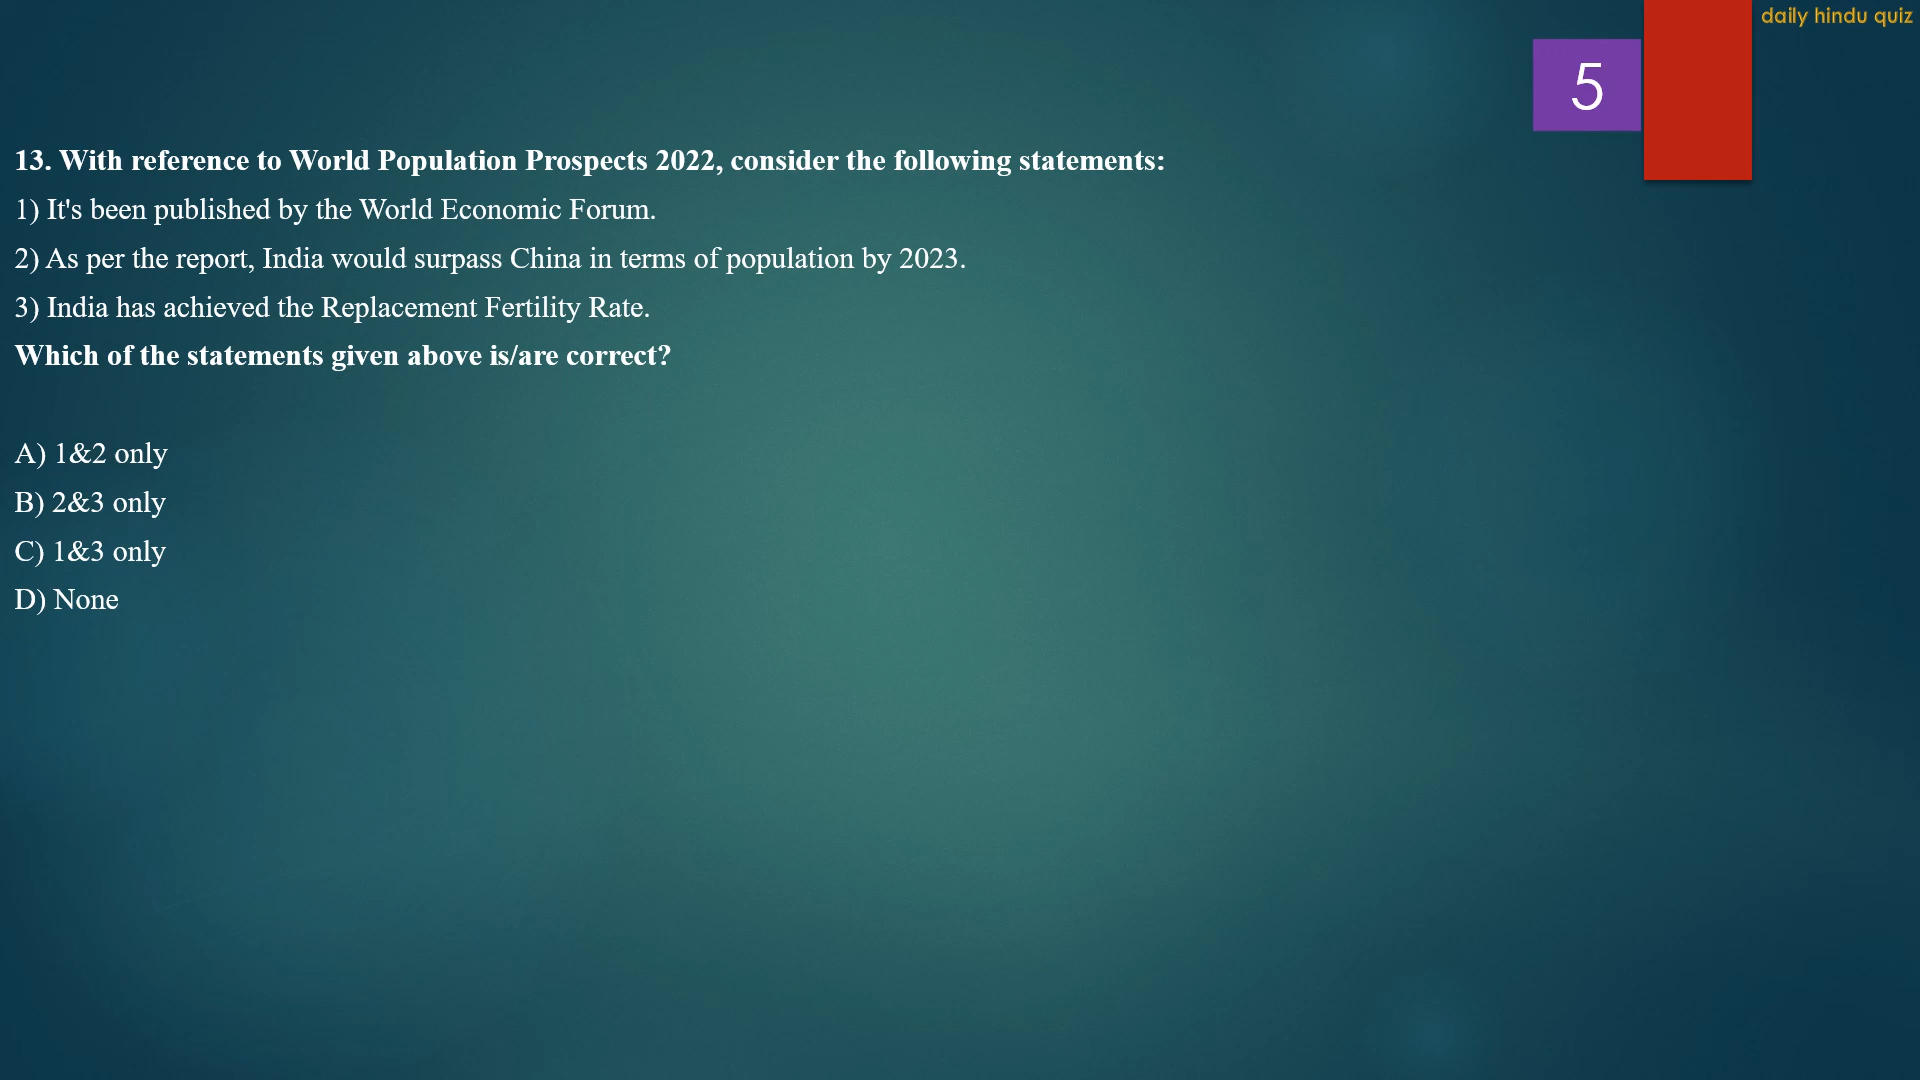 daily hindu quiz
5
13. With reference to World Population Prospects 2022, consider the following statements:
1) It's been published by the World Economic Forum.
2) As per the report, India would surpass China in terms of population by 2023.
3) India has achieved the Replacement Fertility Rate.
Which of the statements given above is/are correct?
A) 1&2 only
B) 2&3 only
C) 1&3 only
D) None